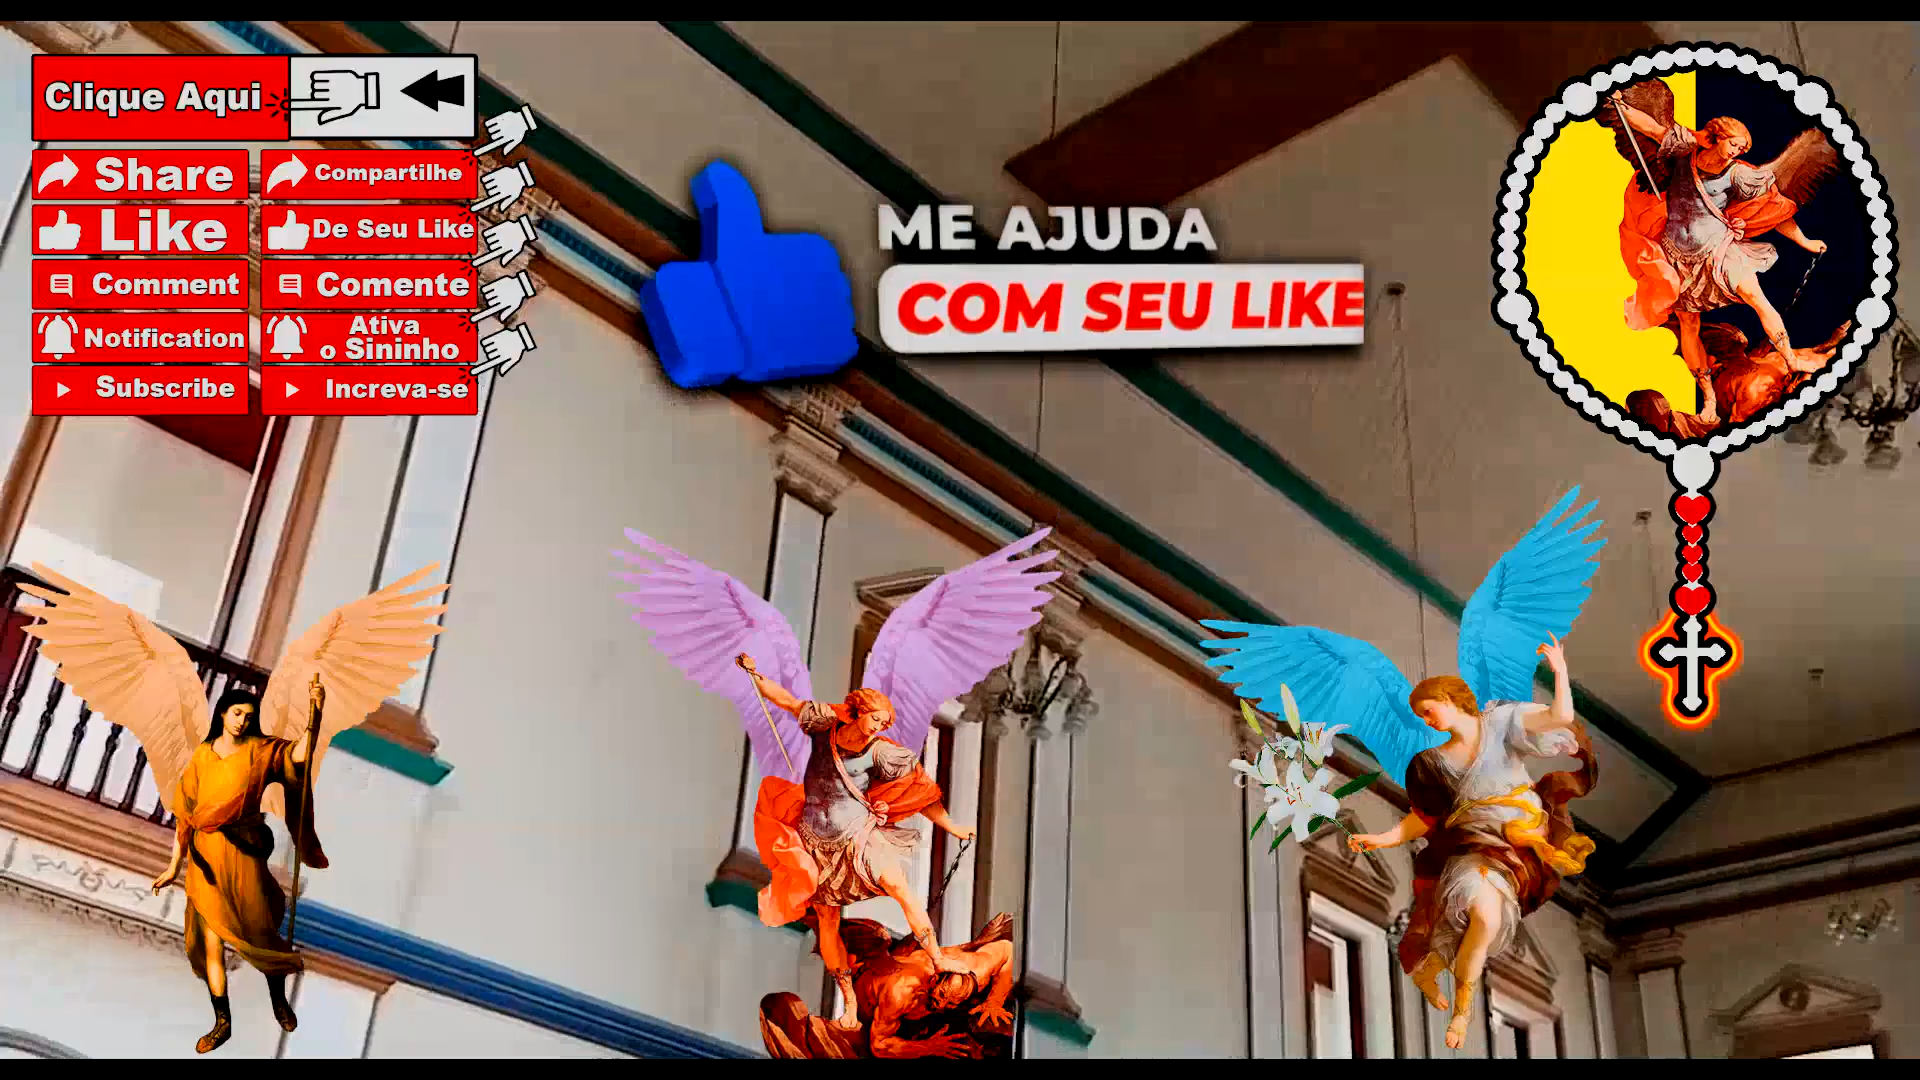 Clique Aqui
Share
Compartilhe
Like
De Seu Like
Comment
Comente
Notification
Ativa
o Sininho
Subscribe
Increva-se
ME AJUDA
COM SEU LIKE